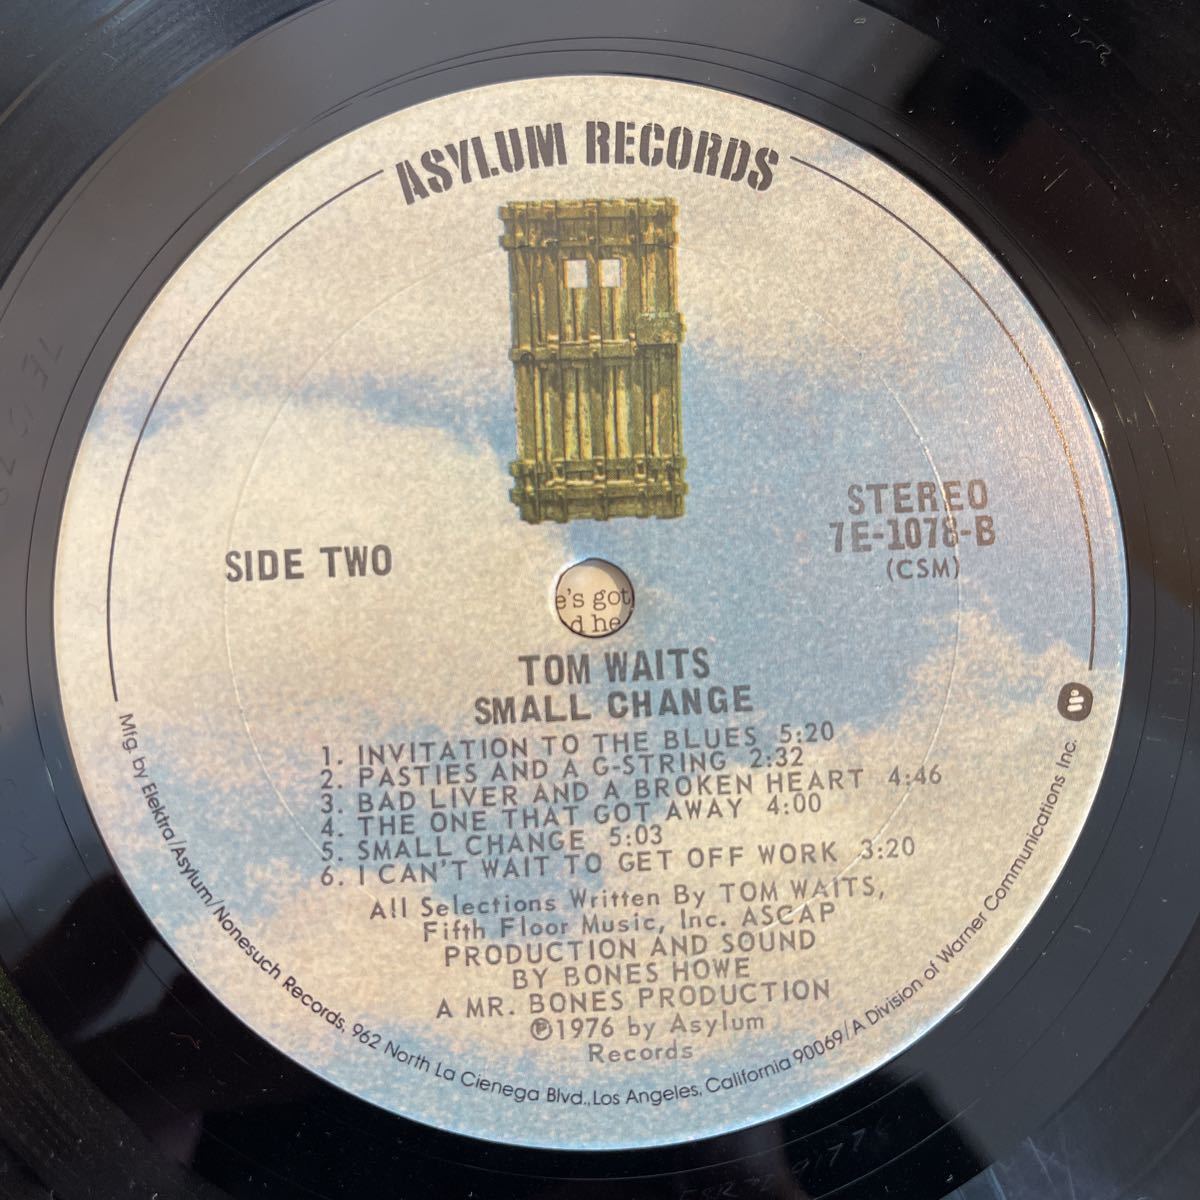 ASYLUM RECORDS
SIDE TWO
STEREO
7E-1078-B
(CSM)
e's got
d he
TOM WAITS
SMALL CHANGE
1. INVITATION TO THE BLUES 5:20
2. PASTIES AND A G-STRING 2:32
3. BAD LIVER AND A BROKEN HEART 4:46
4. THE ONE THAT GOT AWAY 4:00
5. SMALL CHANGE 5:03
6. I CAN'T WAIT TO GET OFF WORK 3:20
All Selections Written By TOM WAITS,
Fifth Floor Music, Inc. ASCAP
PRODUCTION AND SOUND
BY BONES HOWE
A MR. BONES PRODUCTION
℗1976 by Asylum
Records
Mfg. by Elektra/Asylum/Nonesuch Records, 962 North La Cienega Blvd., Los Angeles, California 90069/A Division of Warner Communications Inc.